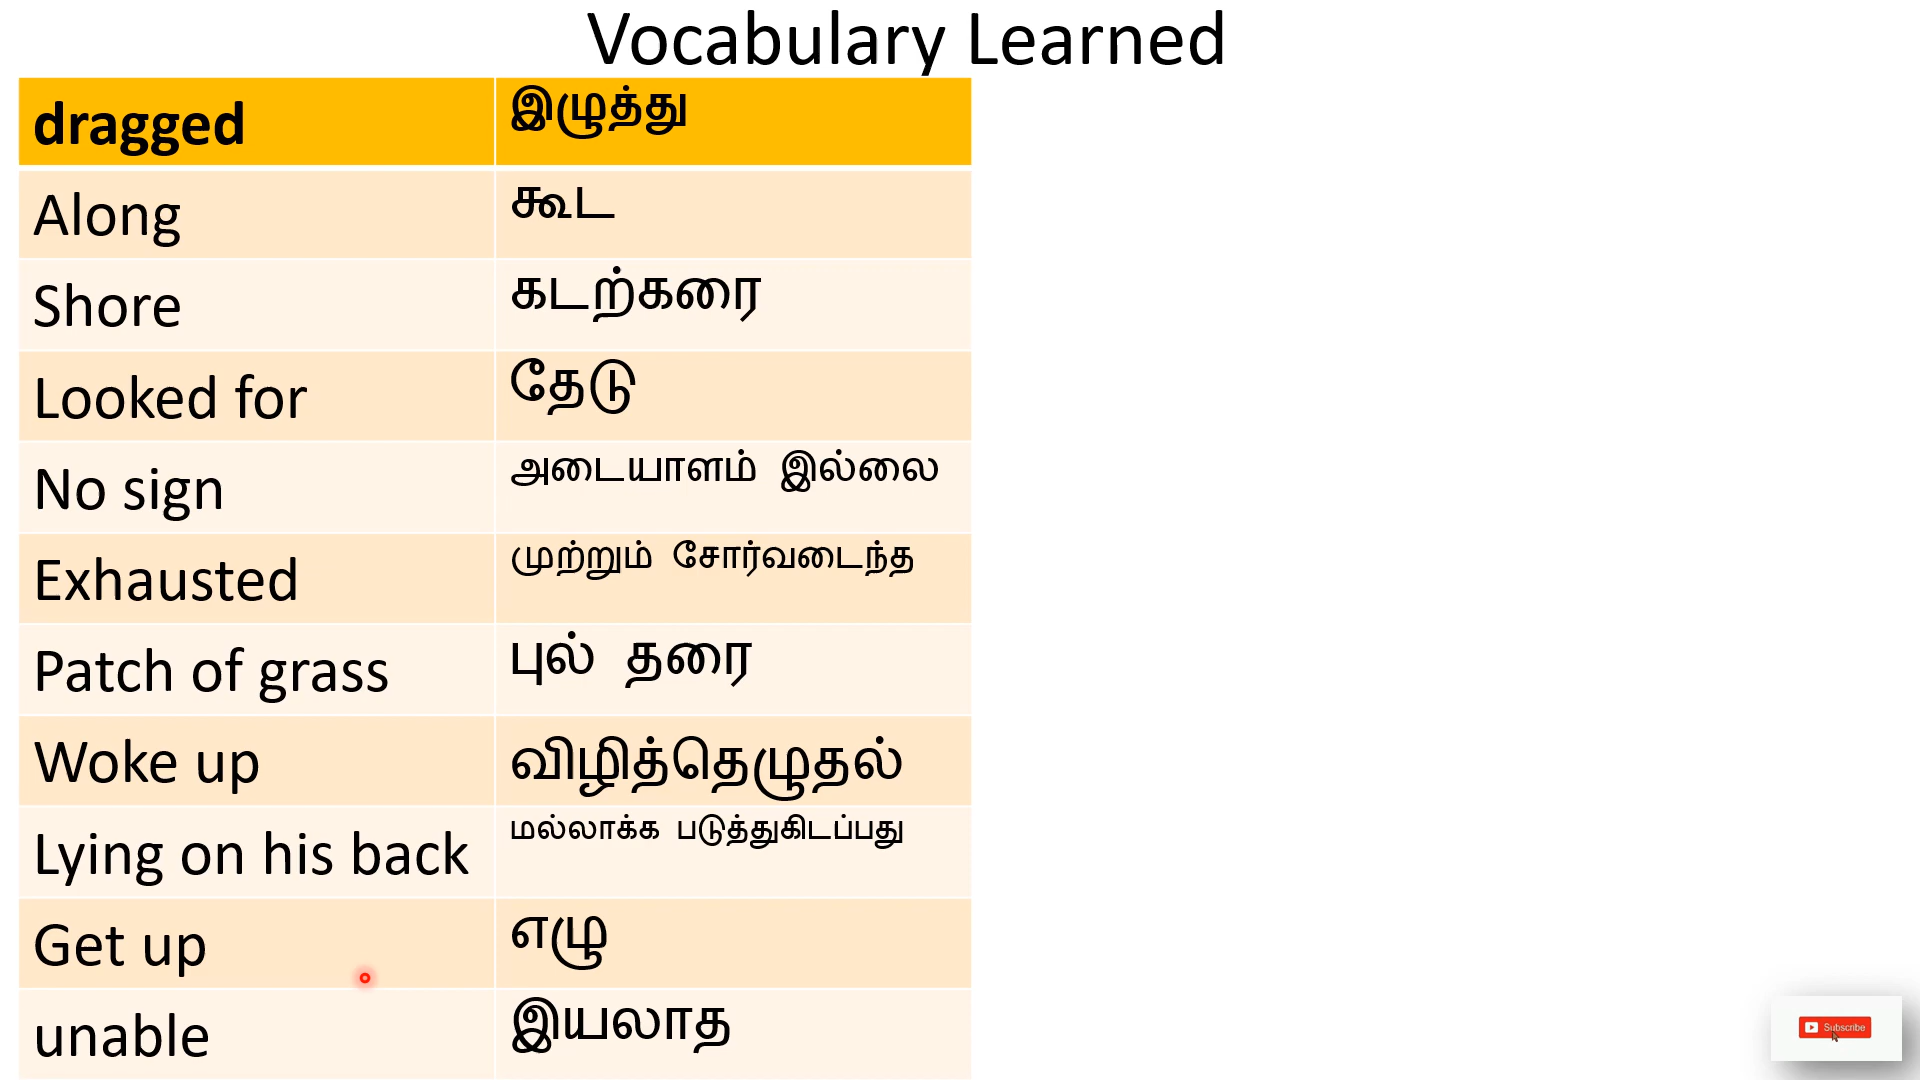 Vocabulary Learned
dragged இழுத்து
Along கூட
Shore கடற்கரை
Looked for தேடு
No sign அடையாளம் இல்லை
Exhausted முற்றும் சோர்வடைந்த
Patch of grass புல் தரை
Woke up விழித்தெழுதல்
Lying on his back மல்லாக்க படுத்துகிடப்பது
Get up எழு
unable இயலாத
Subscribe